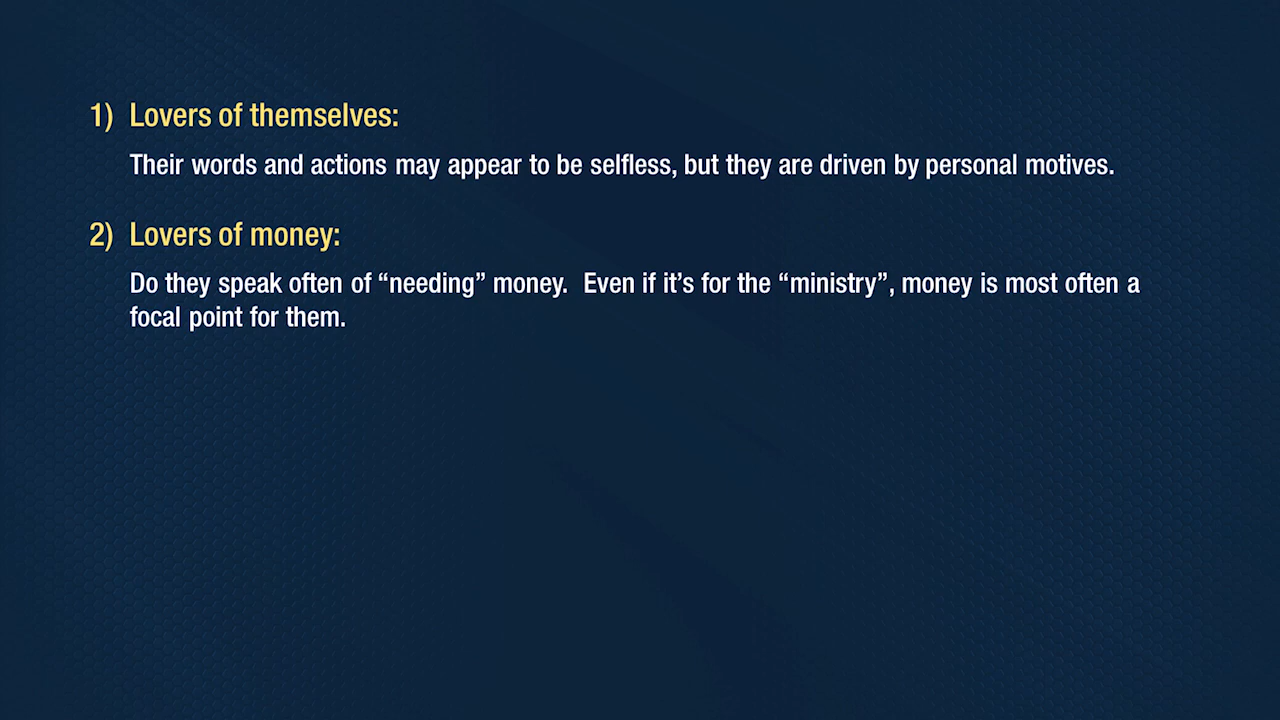 1) Lovers of themselves:
Their words and actions may appear to be selfless, but they are driven by personal motives.
2) Lovers of money:
Do they speak often of “needing” money.  Even if it’s for the “ministry”, money is most often a
focal point for them.